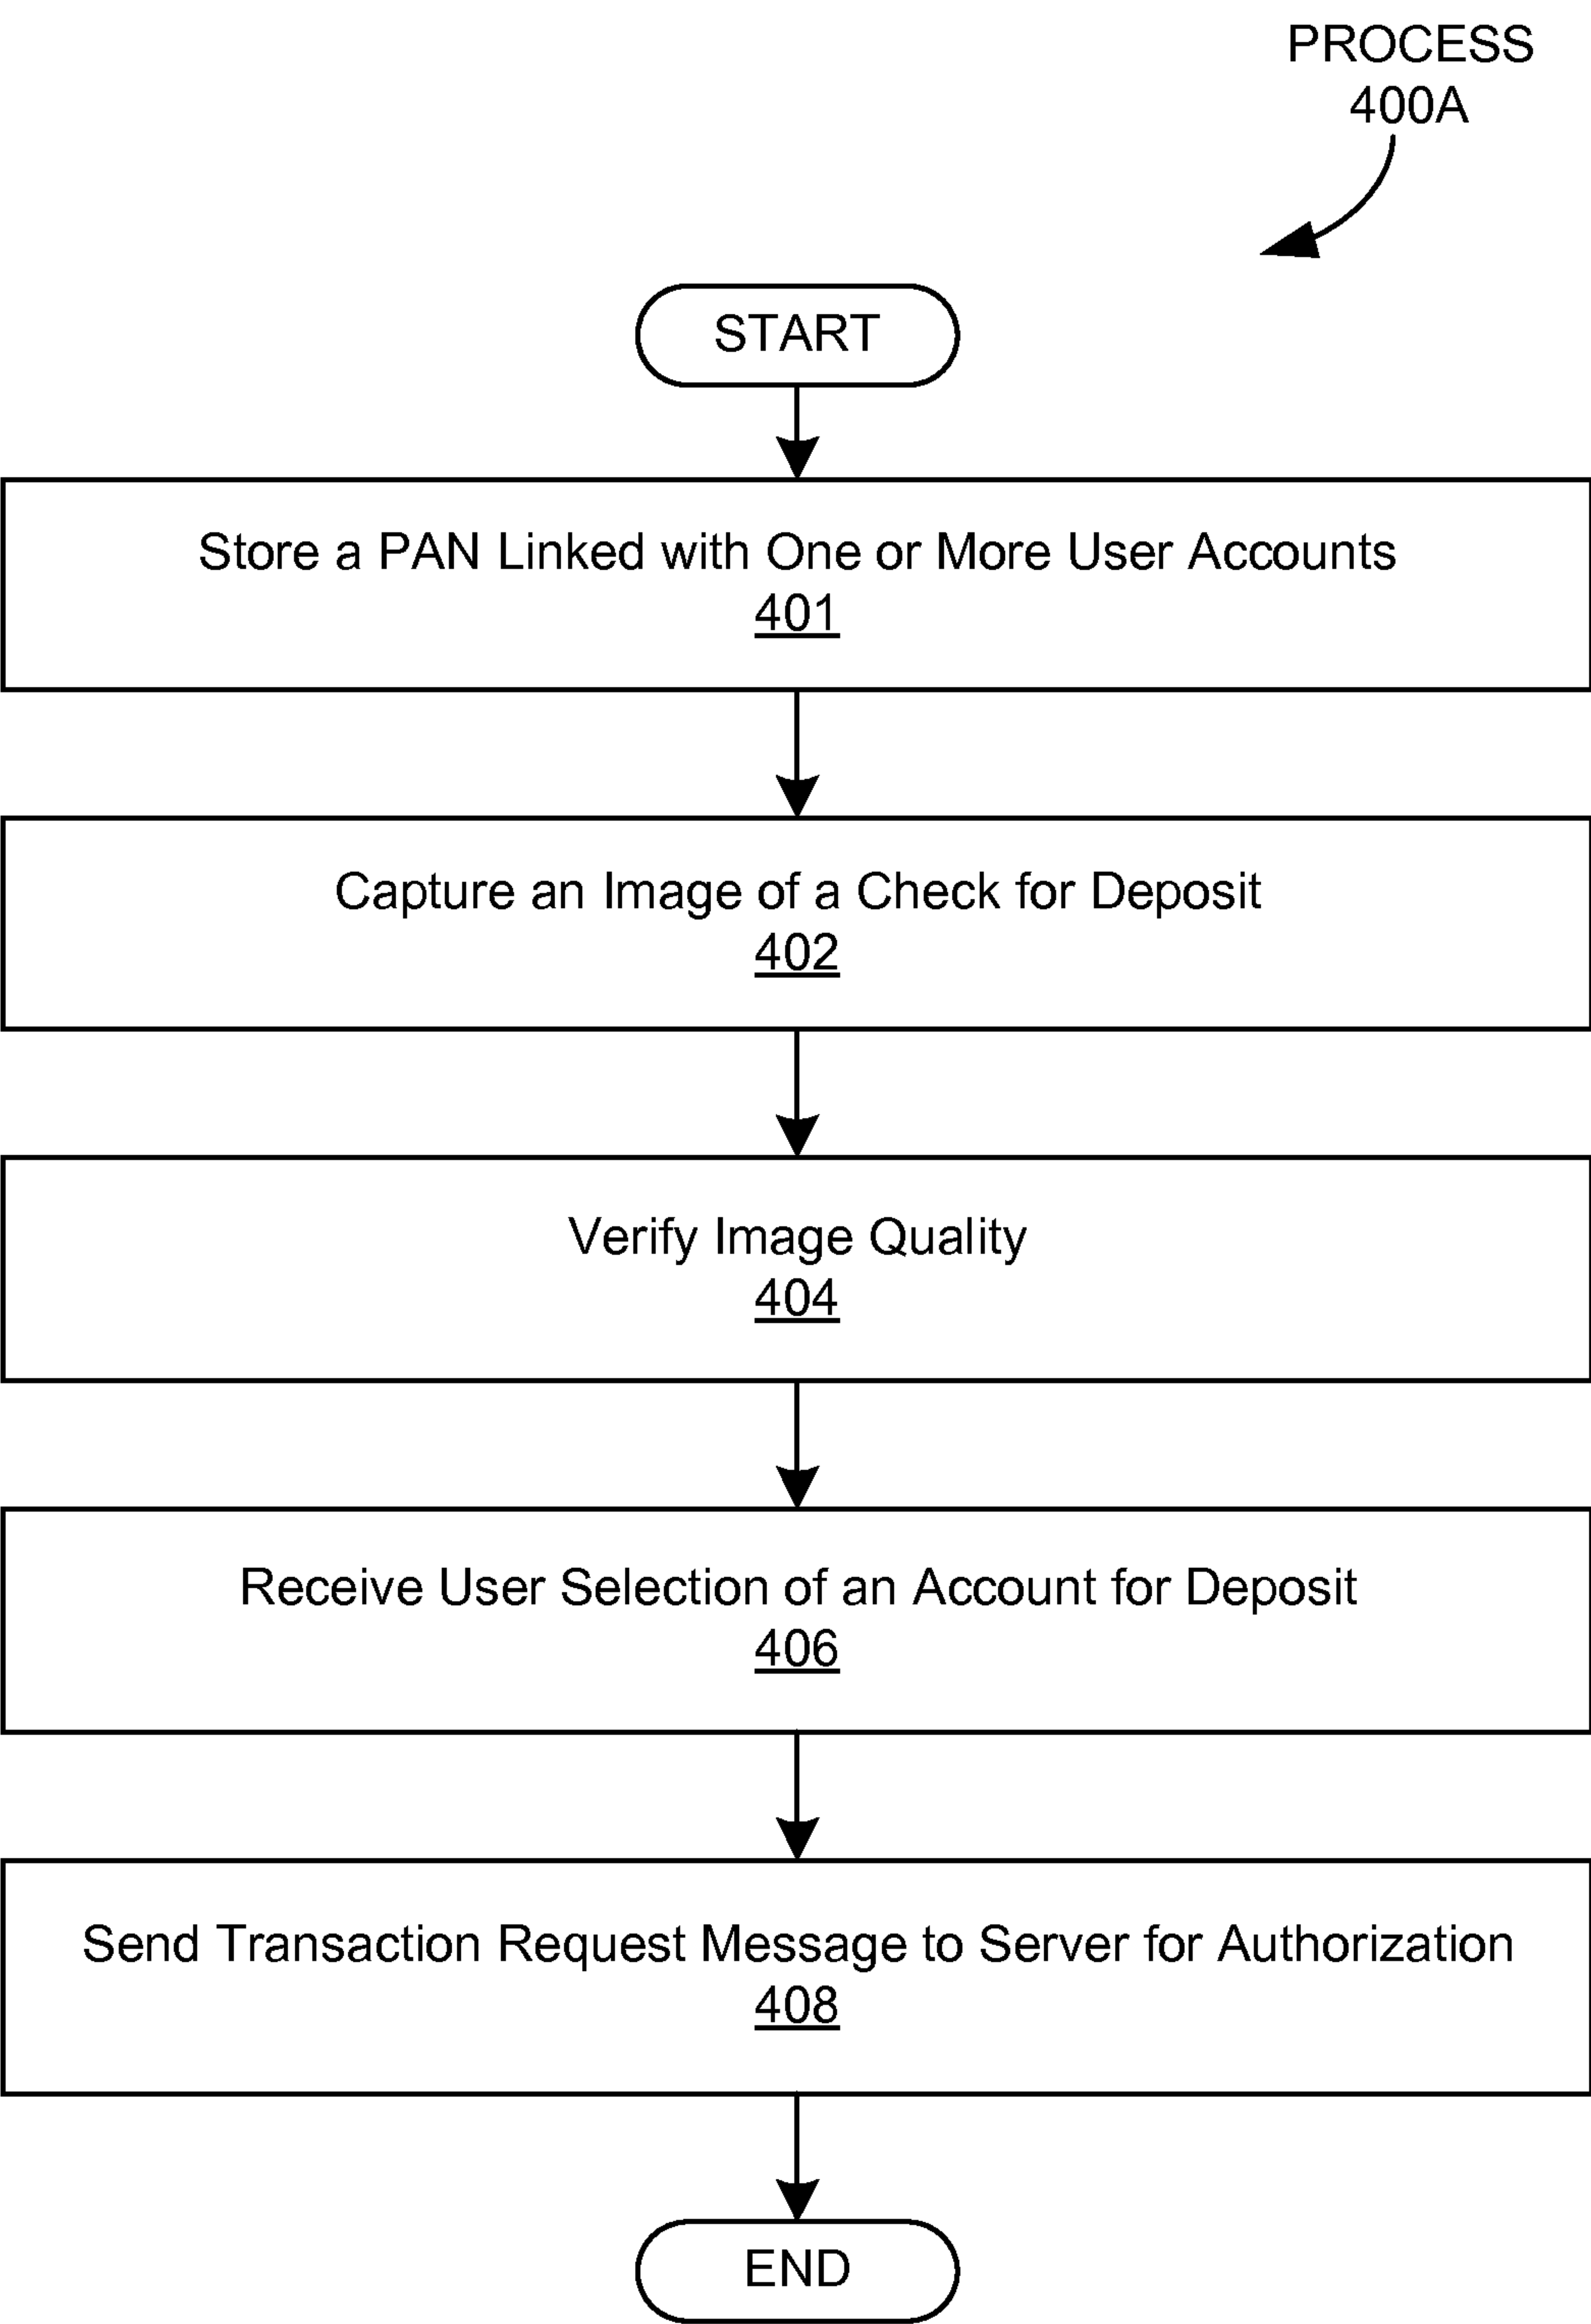 PROCESS
400A
START
Store a PAN Linked with One or More User Accounts
401
Capture an Image of a Check for Deposit
402
Verify Image Quality
404
Receive User Selection of an Account for Deposit
406
Send Transaction Request Message to Server for Authorization
408
END